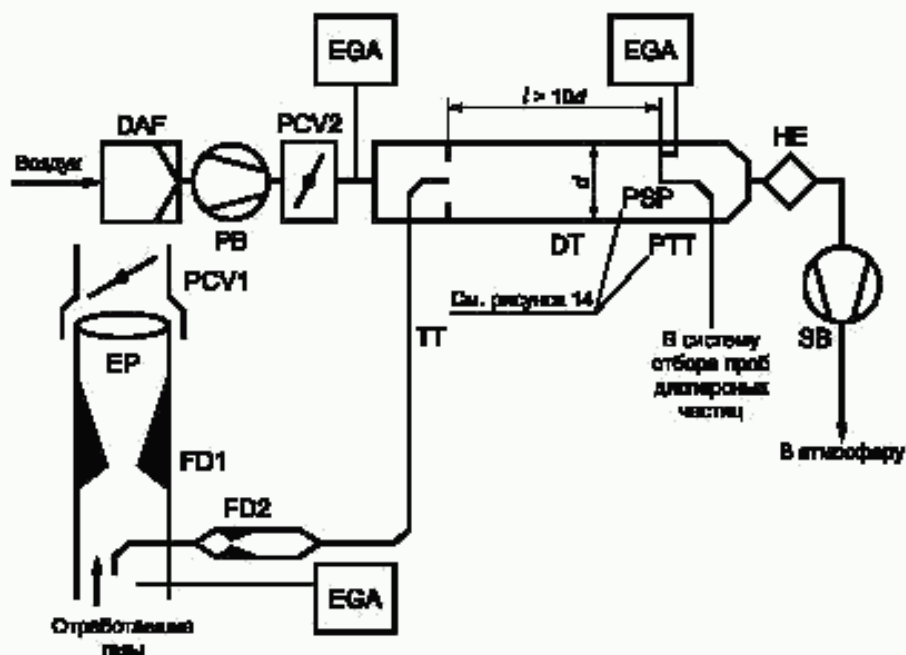 EGA
EGA
l > 10d
DAF
PCV2
HE
Воздух
d
PSP
PB
DT
PTT
PCV1
См. рисунок 14
SB
EP
TT
В систему
отбора проб
дисперсных
частиц
В атмосферу
FD1
FD2
EGA
Отработавшие
газы